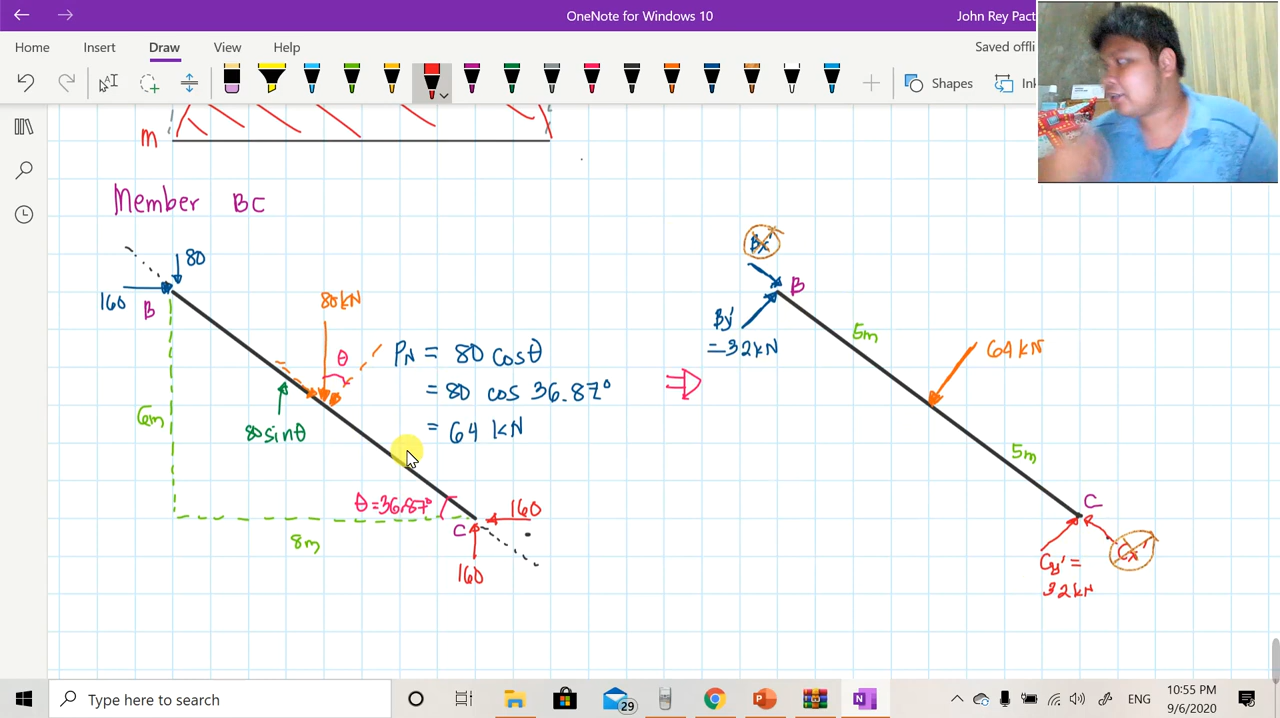 OneNote for Windows 10
John Rey Pact
Home
Insert
Draw
View
Help
Saved offli
Shapes
Ink
m
Member BC
80
160
B
80kN
θ
80sinθ
6m
8m
θ=36.87°
C
160
160
PN = 80 cosθ
= 80 cos 36.87°
= 64 kN
Bx'
B
By'
=32kN
5m
64kN
5m
C
Cy' =
32kN
Cx'
Type here to search
29
ENG
10:55 PM
9/6/2020